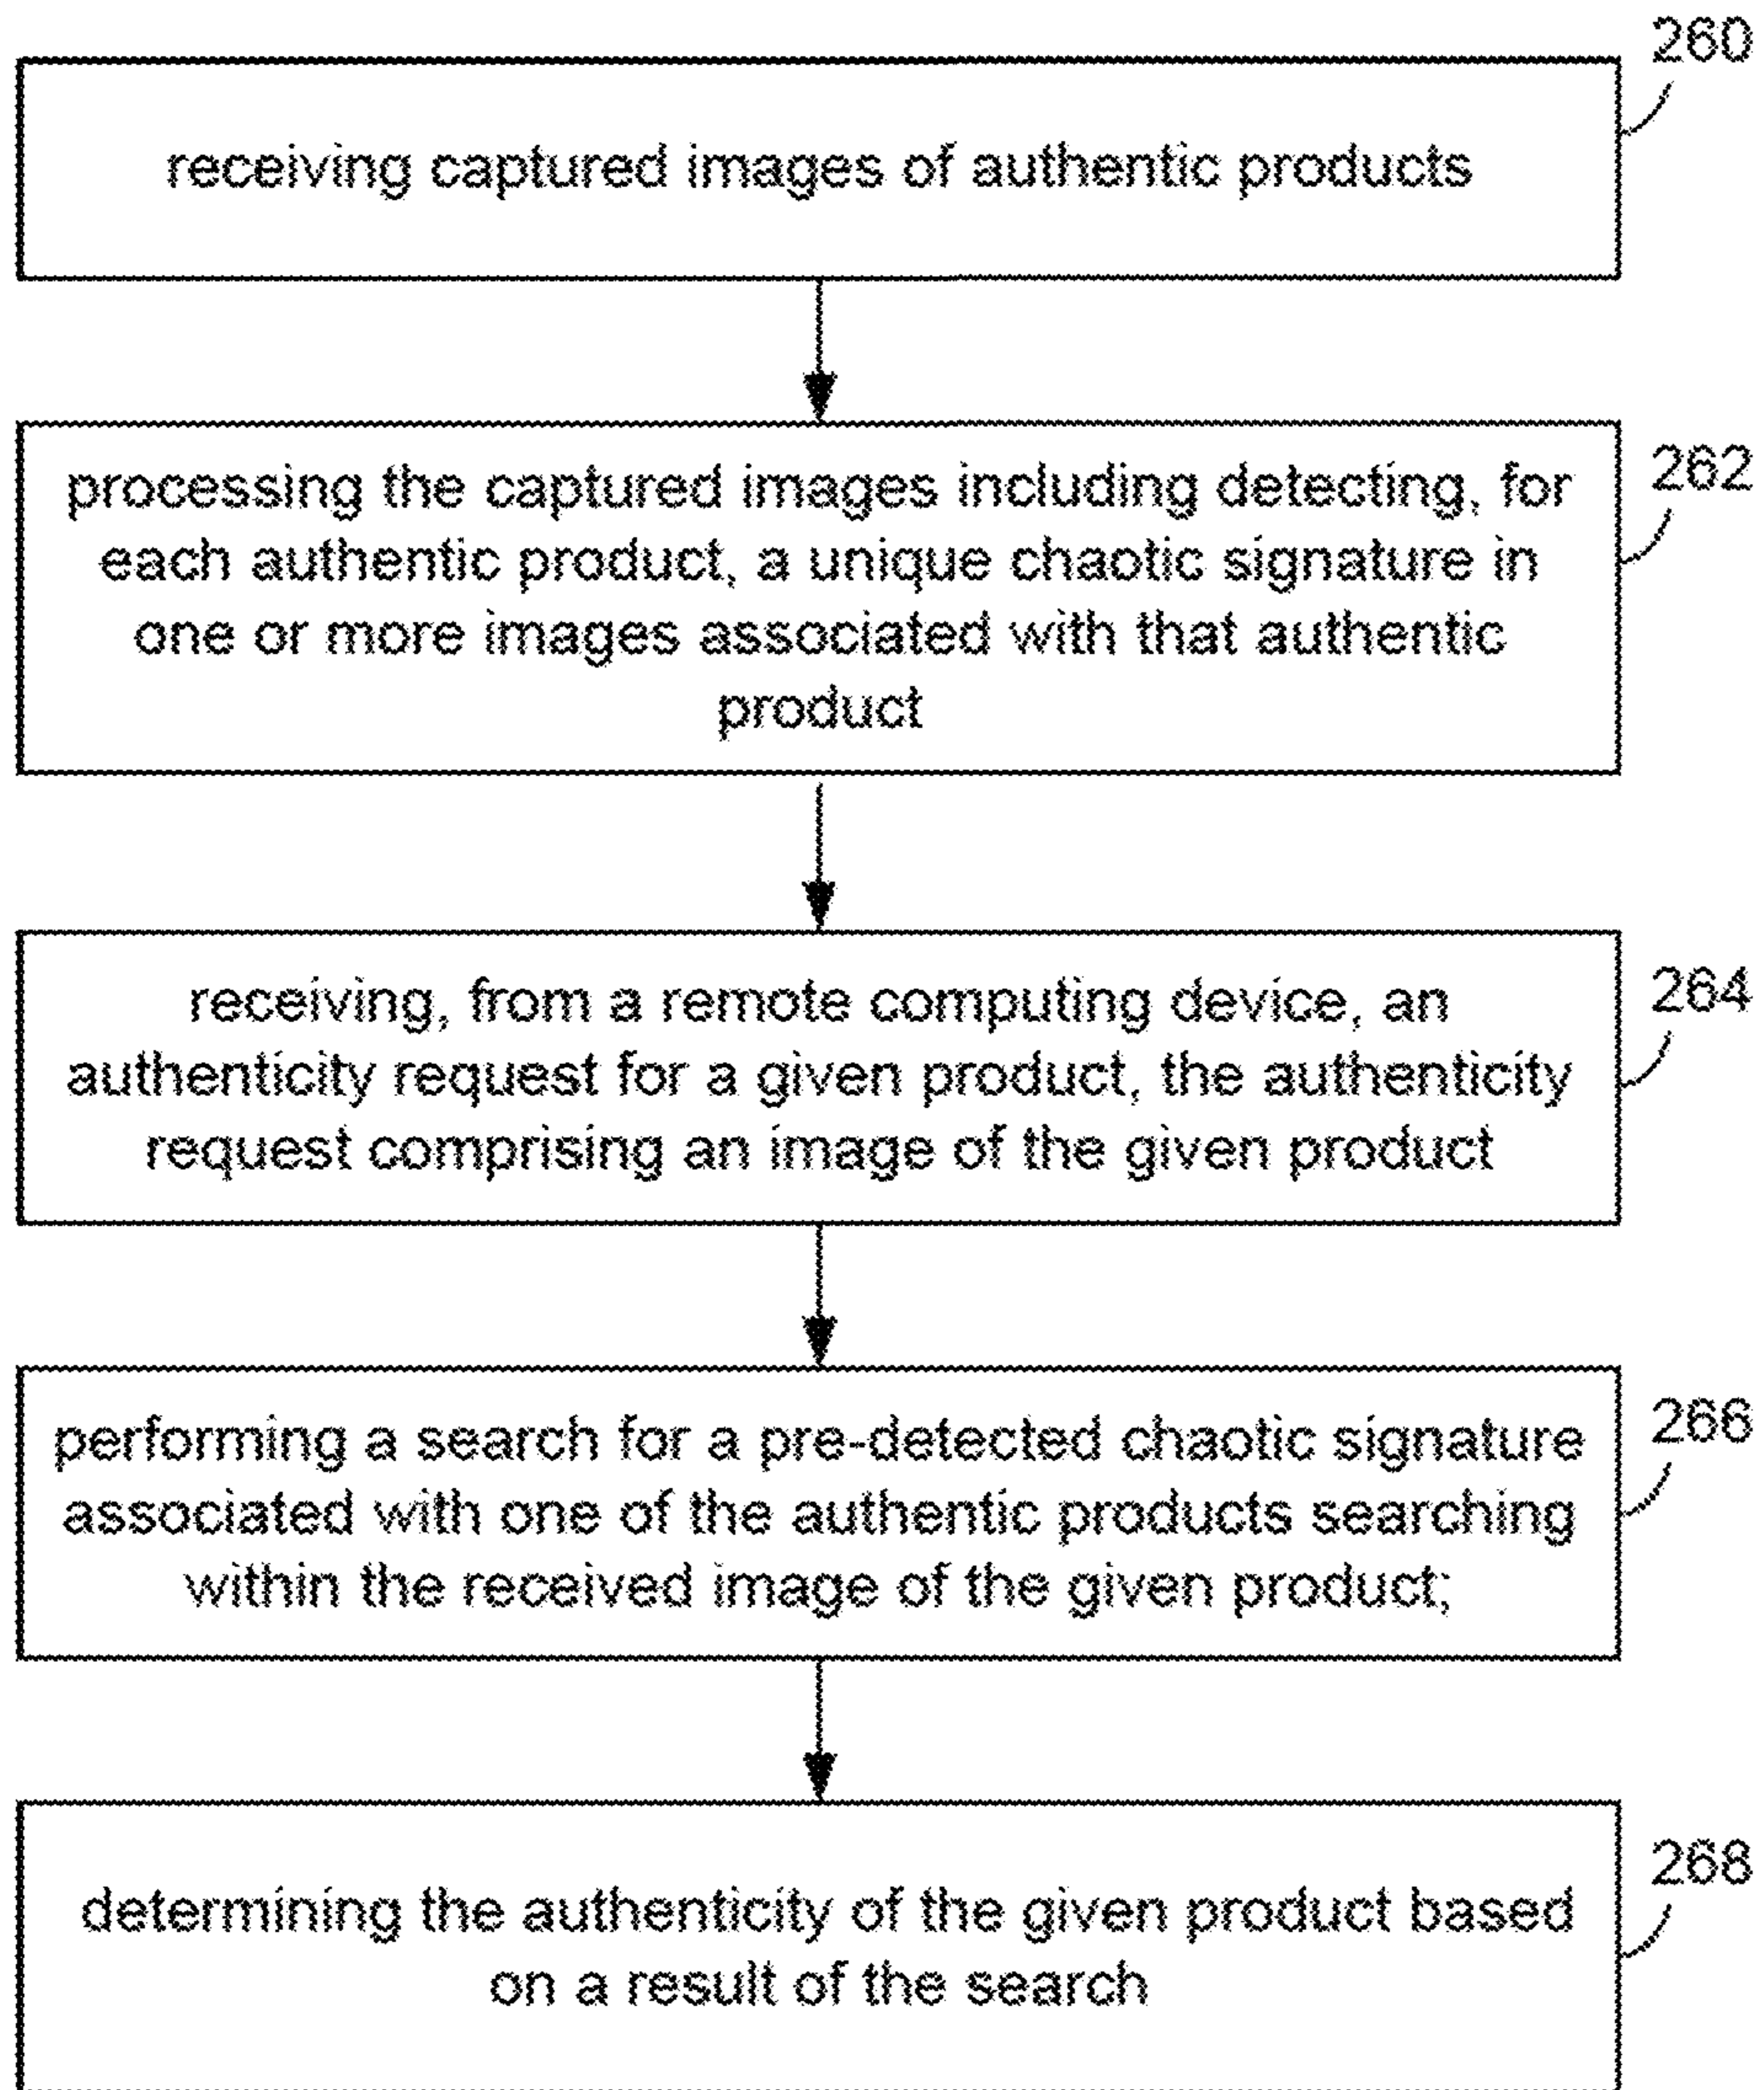 260
receiving captured images of authentic products
262
processing the captured images including detecting, for
each authentic product, a unique chaotic signature in
one or more images associated with that authentic
product
264
receiving, from a remote computing device, an
authenticity request for a given product, the authenticity
request comprising an image of the given product
266
performing a search for a pre-detected chaotic signature
associated with one of the authentic products searching
within the received image of the given product;
268
determining the authenticity of the given product based
on a result of the search